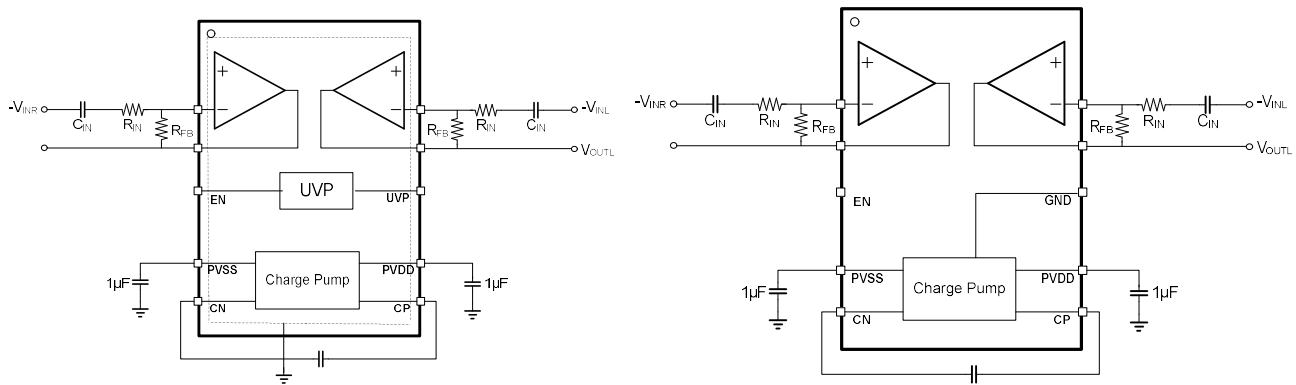 -VINR
CIN
RIN
RFB
+
−
+
−
RFB
RIN
CIN
-VINL
VOUTL
EN
UVP
UVP
1µF
PVSS
Charge Pump
PVDD
1µF
CN
CP
-VINR
CIN
RIN
RFB
+
−
+
−
RFB
RIN
CIN
-VINL
VOUTL
EN
GND
1µF
PVSS
Charge Pump
PVDD
1µF
CN
CP